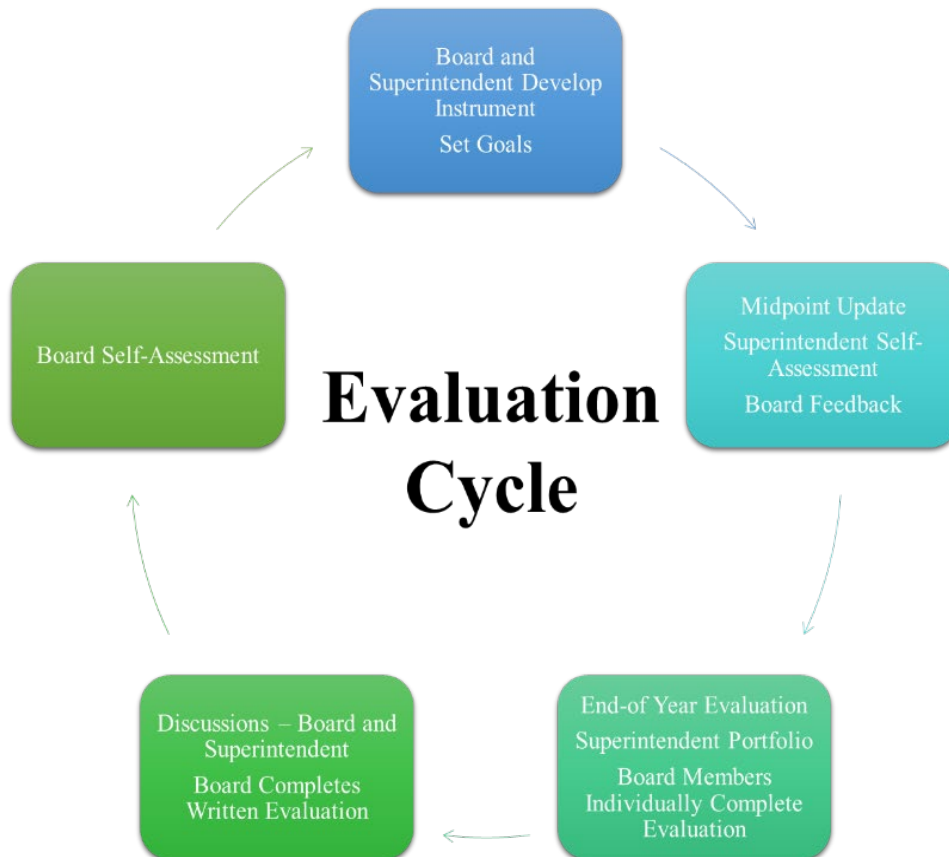 Board and
Superintendent Develop
Instrument
Set Goals
Midpoint Update
Superintendent Self-
Assessment
Board Feedback
End-of Year Evaluation
Superintendent Portfolio
Board Members
Individually Complete
Evaluation
Discussions – Board and
Superintendent
Board Completes
Written Evaluation
Board Self-Assessment
Evaluation
Cycle